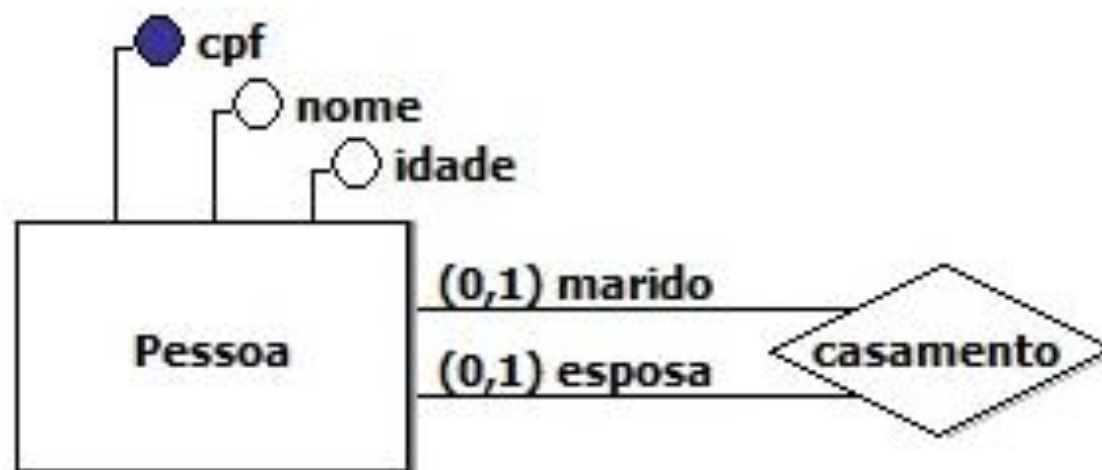 cpf
nome
idade
(0,1) marido
Pessoa
casamento
(0,1) esposa